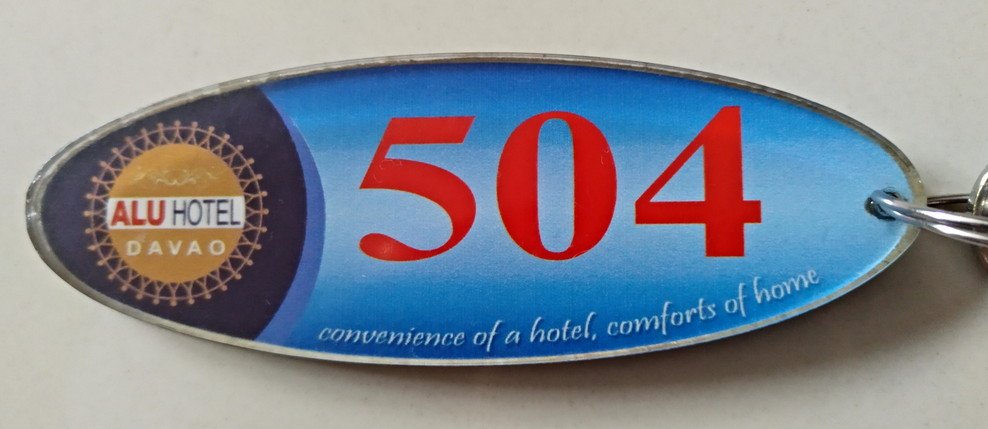 ALU HOTEL
DAVAO
504
convenience of a hotel, comforts of home